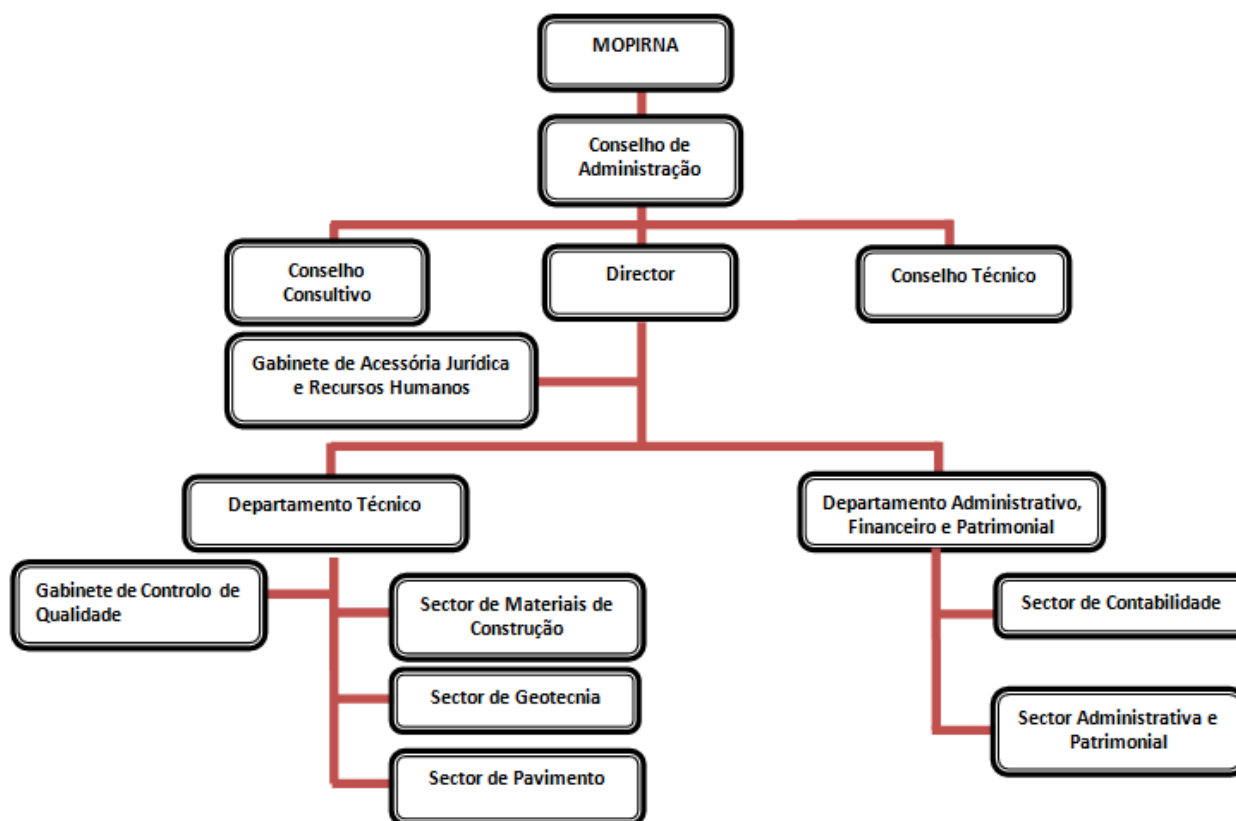 MOPIRNA
Conselho de
Administração
Conselho
Consultivo
Director
Conselho Técnico
Gabinete de Acessória Jurídica
e Recursos Humanos
Departamento Técnico
Departamento Administrativo,
Financeiro e Patrimonial
Gabinete de Controlo de
Qualidade
Sector de Materiais de
Construção
Sector de Contabilidade
Sector de Geotecnia
Sector Administrativa e
Patrimonial
Sector de Pavimento